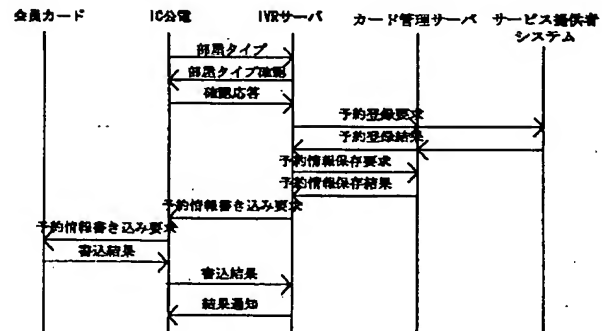 会員カード
IC公電
IVRサーバ
カード管理サーバ
サービス提供者
システム
部屋タイプ
部屋タイプ確認
確認応答
予約登録要求
予約登録結果
予約情報保存要求
予約情報保存結果
予約情報書き込み要求
予約情報書き込み要求
書込結果
書込結果
結果通知